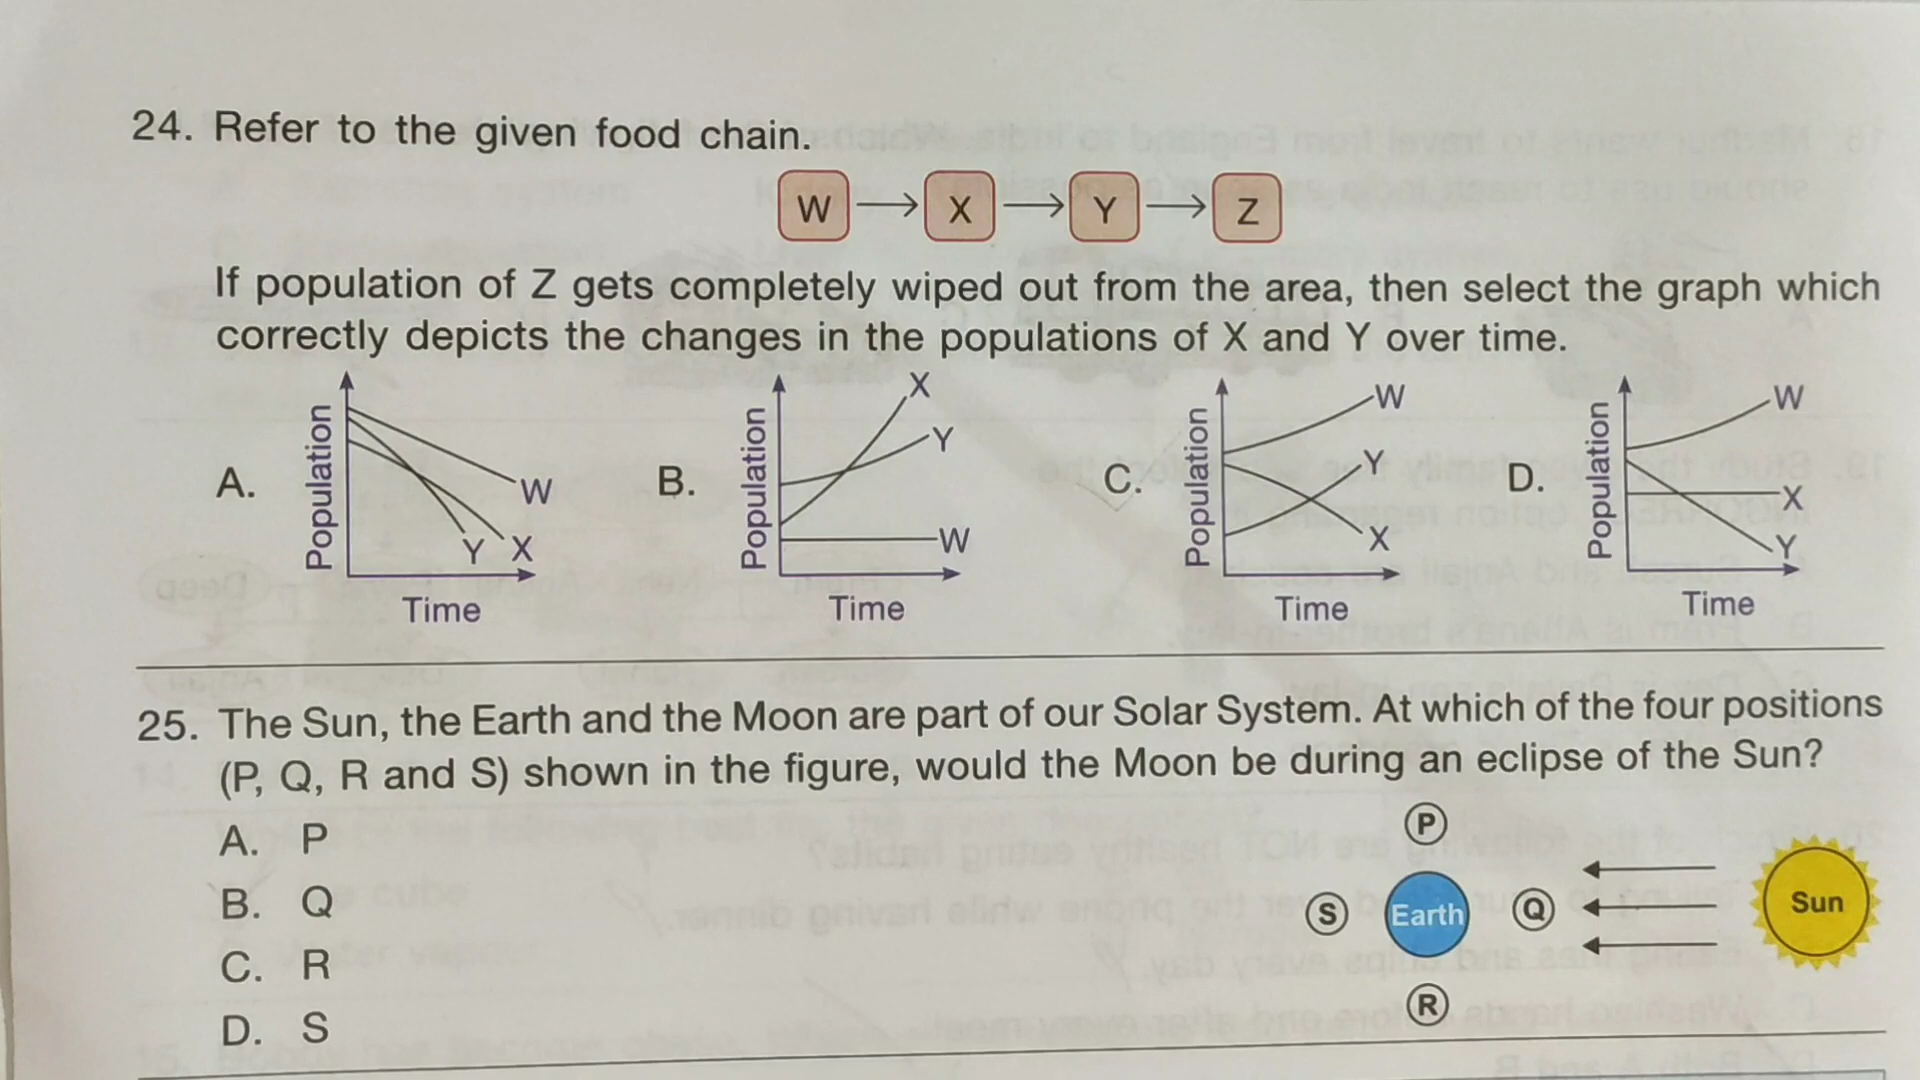 24. Refer to the given food chain.
W → X → Y → Z
If population of Z gets completely wiped out from the area, then select the graph which
correctly depicts the changes in the populations of X and Y over time.
A.
Population
W
Y X
Time
B.
Population
X
Y
W
Time
C.
Population
W
Y
X
Time
D.
Population
W
X
Y
Time
25. The Sun, the Earth and the Moon are part of our Solar System. At which of the four positions
(P, Q, R and S) shown in the figure, would the Moon be during an eclipse of the Sun?
A. P
B. Q
C. R
D. S
P
S Earth Q Sun
R